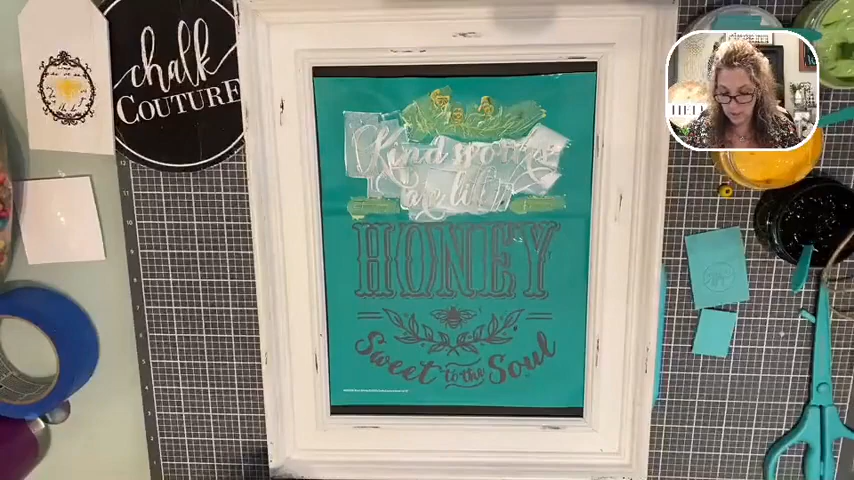 chalk
COUTURE
Kind words
are like
HONEY
Sweet to the Soul